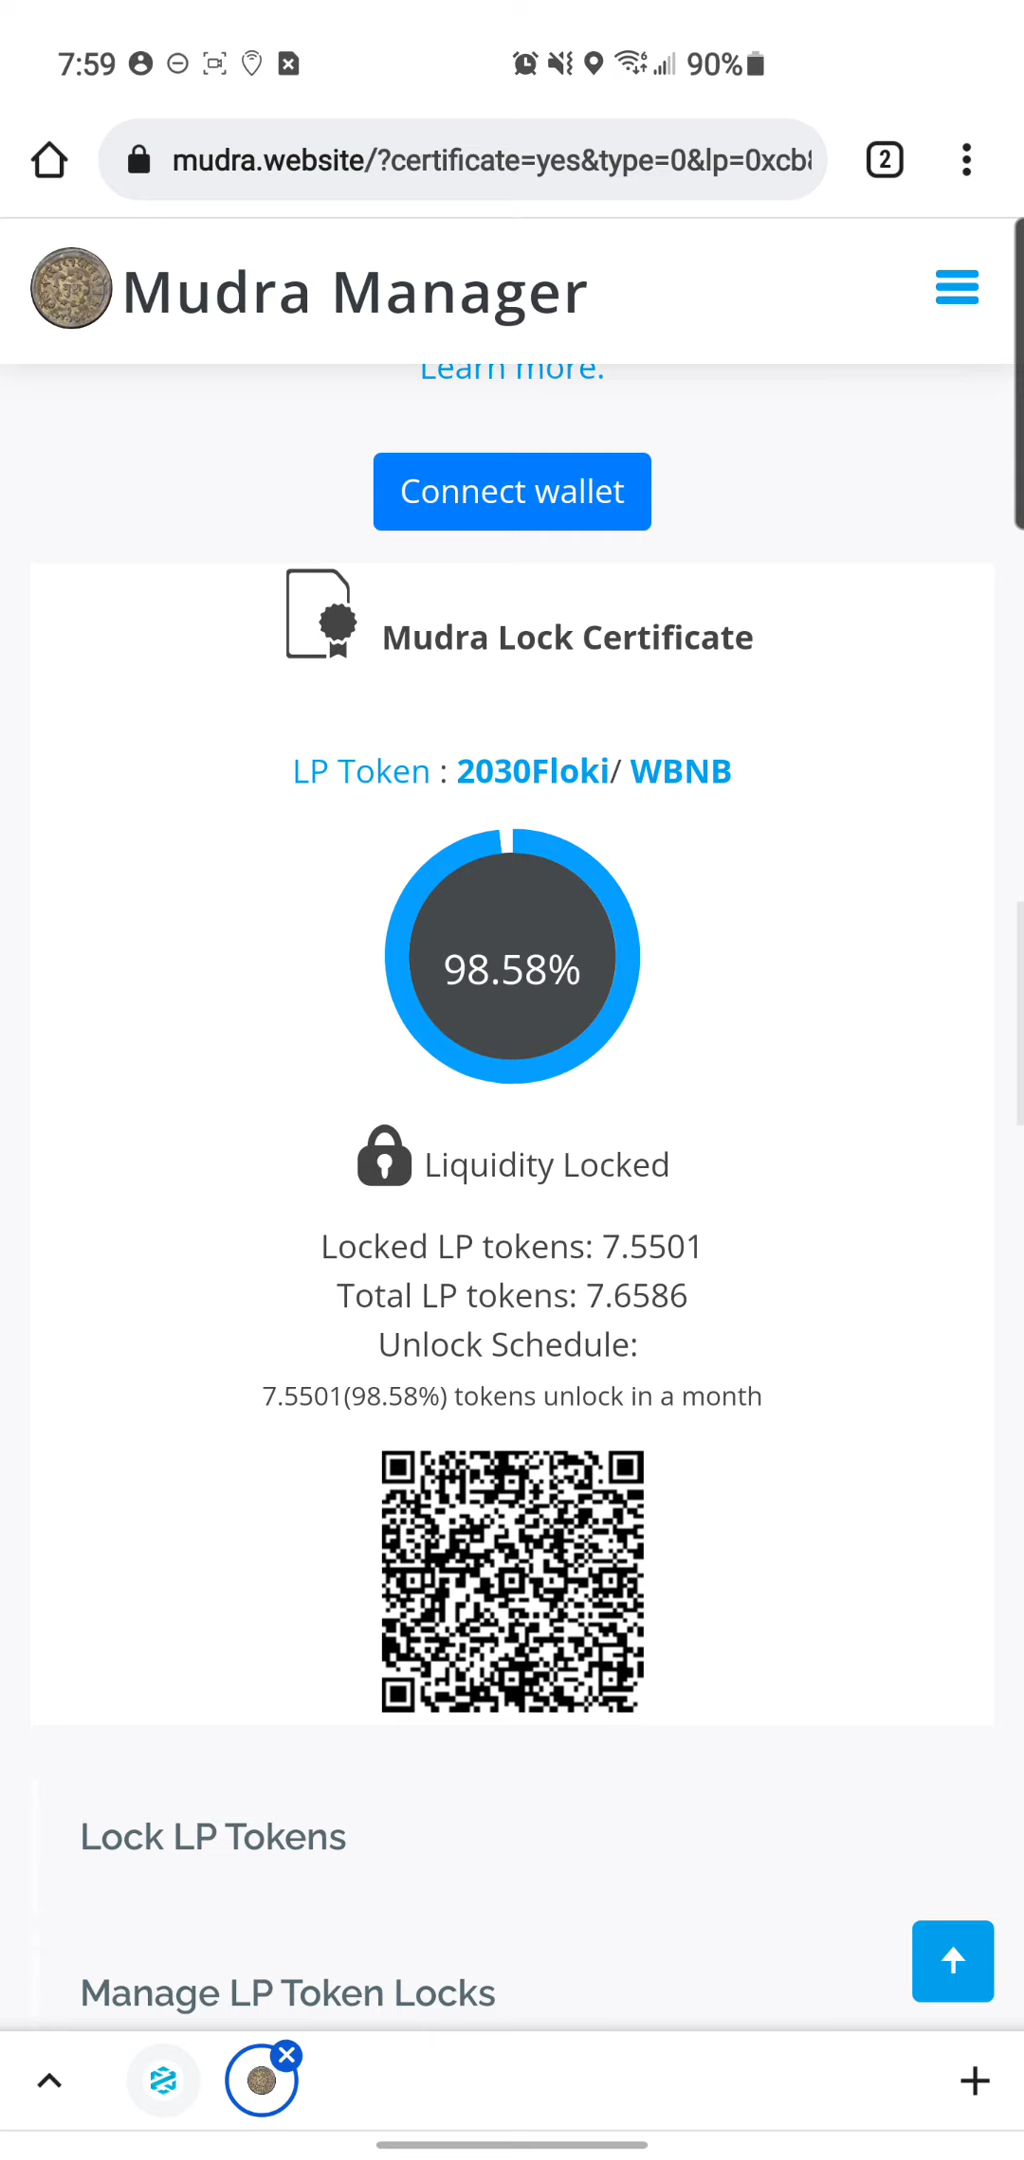 7:59
90%
mudra.website/?certificate=yes&type=0&lp=0xcb
2
Mudra Manager
Learn more.
Connect wallet
Mudra Lock Certificate
LP Token : 2030Floki/ WBNB
98.58%
Liquidity Locked
Locked LP tokens: 7.5501
Total LP tokens: 7.6586
Unlock Schedule:
7.5501(98.58%) tokens unlock in a month
Lock LP Tokens
Manage LP Token Locks